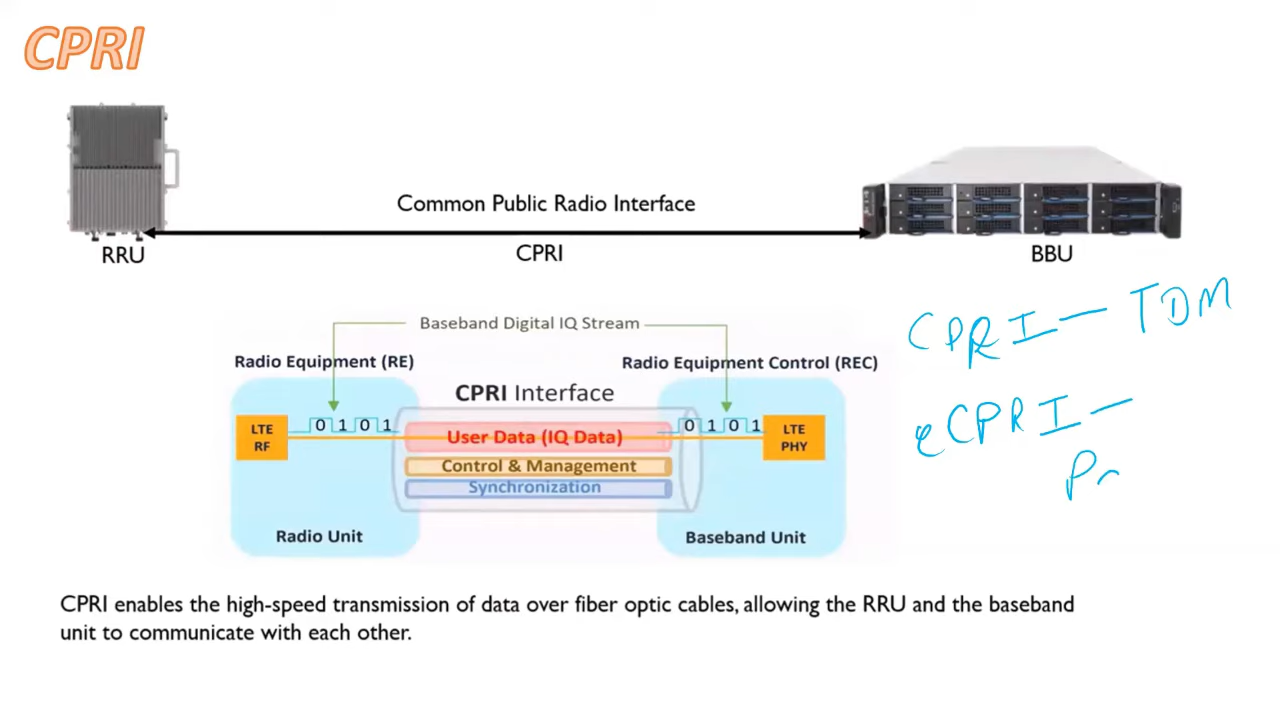 CPRI
Common Public Radio Interface
RRU
CPRI
BBU
CPRI — TDM
Baseband Digital IQ Stream
Radio Equipment (RE)
Radio Equipment Control (REC)
CPRI Interface
LTE
RF
0 1 0 1
User Data (IQ Data)
0 1 0 1
LTE
PHY
Control & Management
Synchronization
Radio Unit
Baseband Unit
eCPRI —
CPRI enables the high-speed transmission of data over fiber optic cables, allowing the RRU and the baseband
unit to communicate with each other.